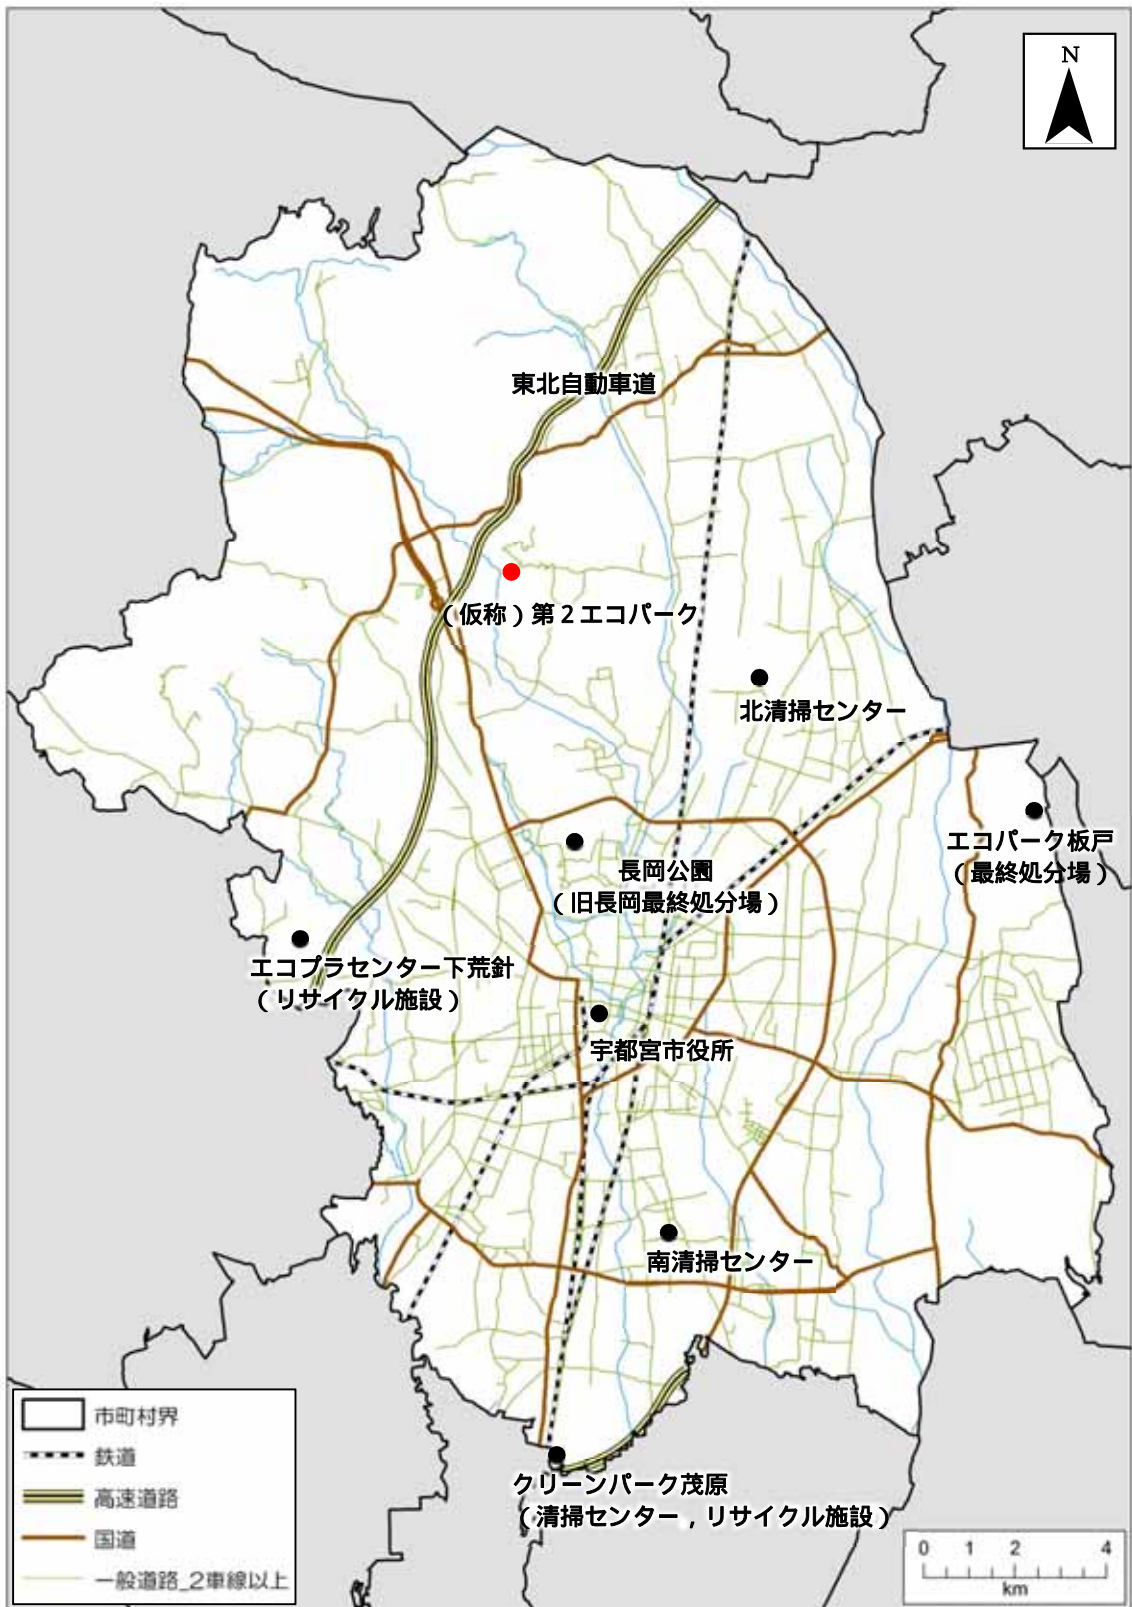 N
東北自動車道
（仮称）第２エコパーク
北清掃センター
エコパーク板戸
（最終処分場）
長岡公園
（旧長岡最終処分場）
エコプラセンター下荒針
（リサイクル施設）
宇都宮市役所
南清掃センター
クリーンパーク茂原
（清掃センター，リサイクル施設）
市町村界
鉄道
高速道路
国道
一般道路_2車線以上
0 1 2 4
km